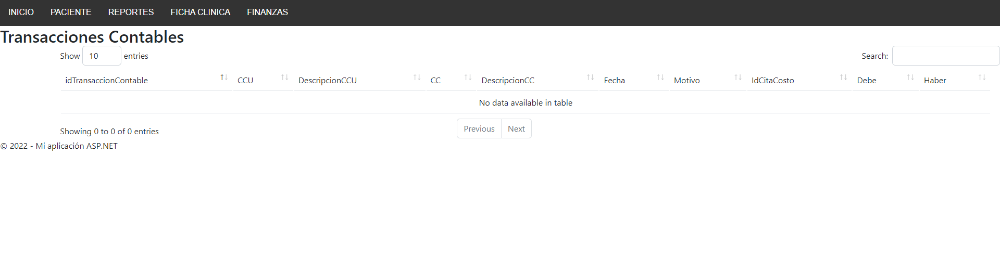 INICIO PACIENTE REPORTES FICHA CLINICA FINANZAS
Transacciones Contables
Show 10 entries Search:
idTransaccionContable CCU DescripcionCCU CC DescripcionCC Fecha Motivo IdCitaCosto Debe Haber
No data available in table
Showing 0 to 0 of 0 entries Previous Next
© 2022 - Mi aplicación ASP.NET